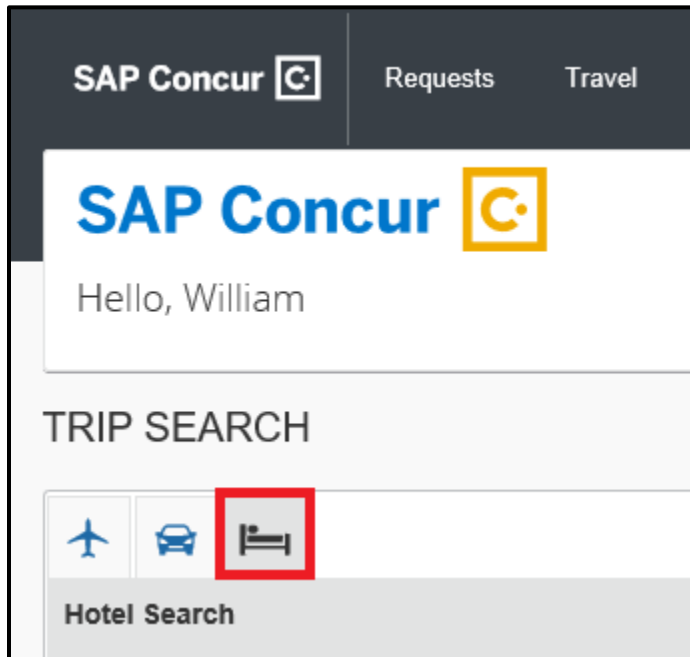 SAP Concur C Requests Travel
SAP Concur C
Hello, William
TRIP SEARCH
Hotel Search